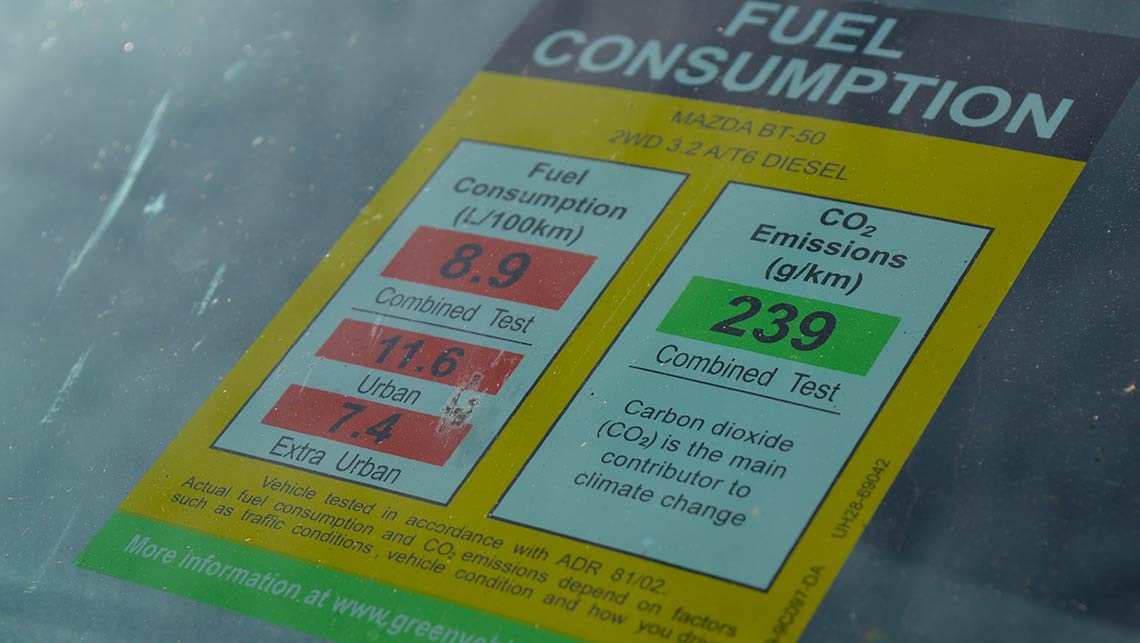 FUEL
CONSUMPTION
MAZDA BT-50
2WD 3.2 A/T6 DIESEL
Fuel
Consumption
(L/100km)
8.9
Combined Test
11.6
Urban
7.4
Extra Urban
CO₂
Emissions
(g/km)
239
Combined Test
Carbon dioxide
(CO₂) is the main
contributor to
climate change
Vehicle tested in accordance with ADR 81/02.
Actual fuel consumption and CO₂ emissions depend on factors
such as traffic conditions, vehicle condition and how you
More information at www.greenveh
UH28-69042
9C097-DA